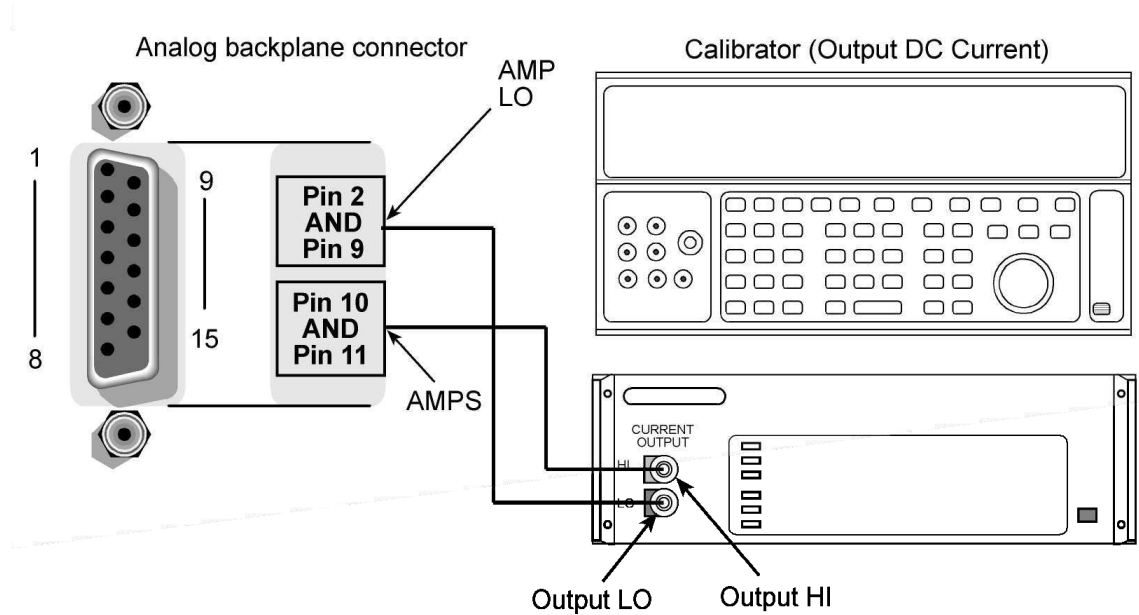 Analog backplane connector
Calibrator (Output DC Current)
AMP
LO
1
9
Pin 2
AND
Pin 9
Pin 10
AND
Pin 11
15
8
AMPS
CURRENT
OUTPUT
HI
LO
Output LO
Output HI